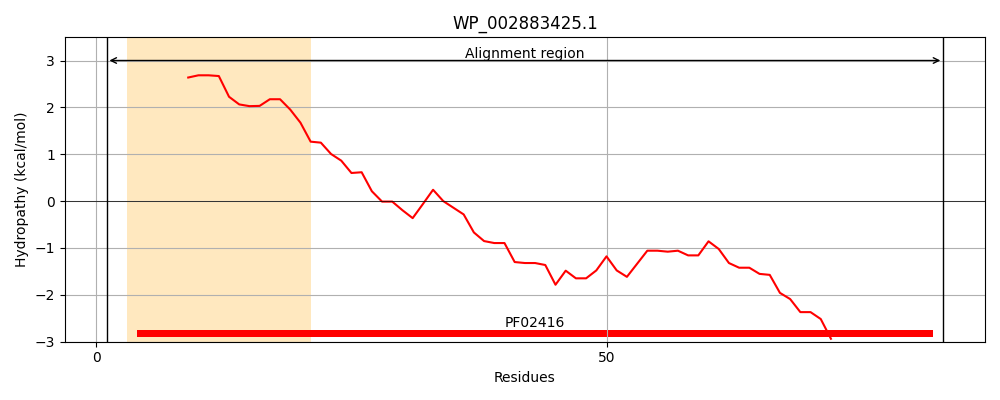 WP_002883425.1
Alignment region
Hydropathy (kcal/mol)
3
2
1
0
−1
−2
−3
PF02416
0
50
Residues